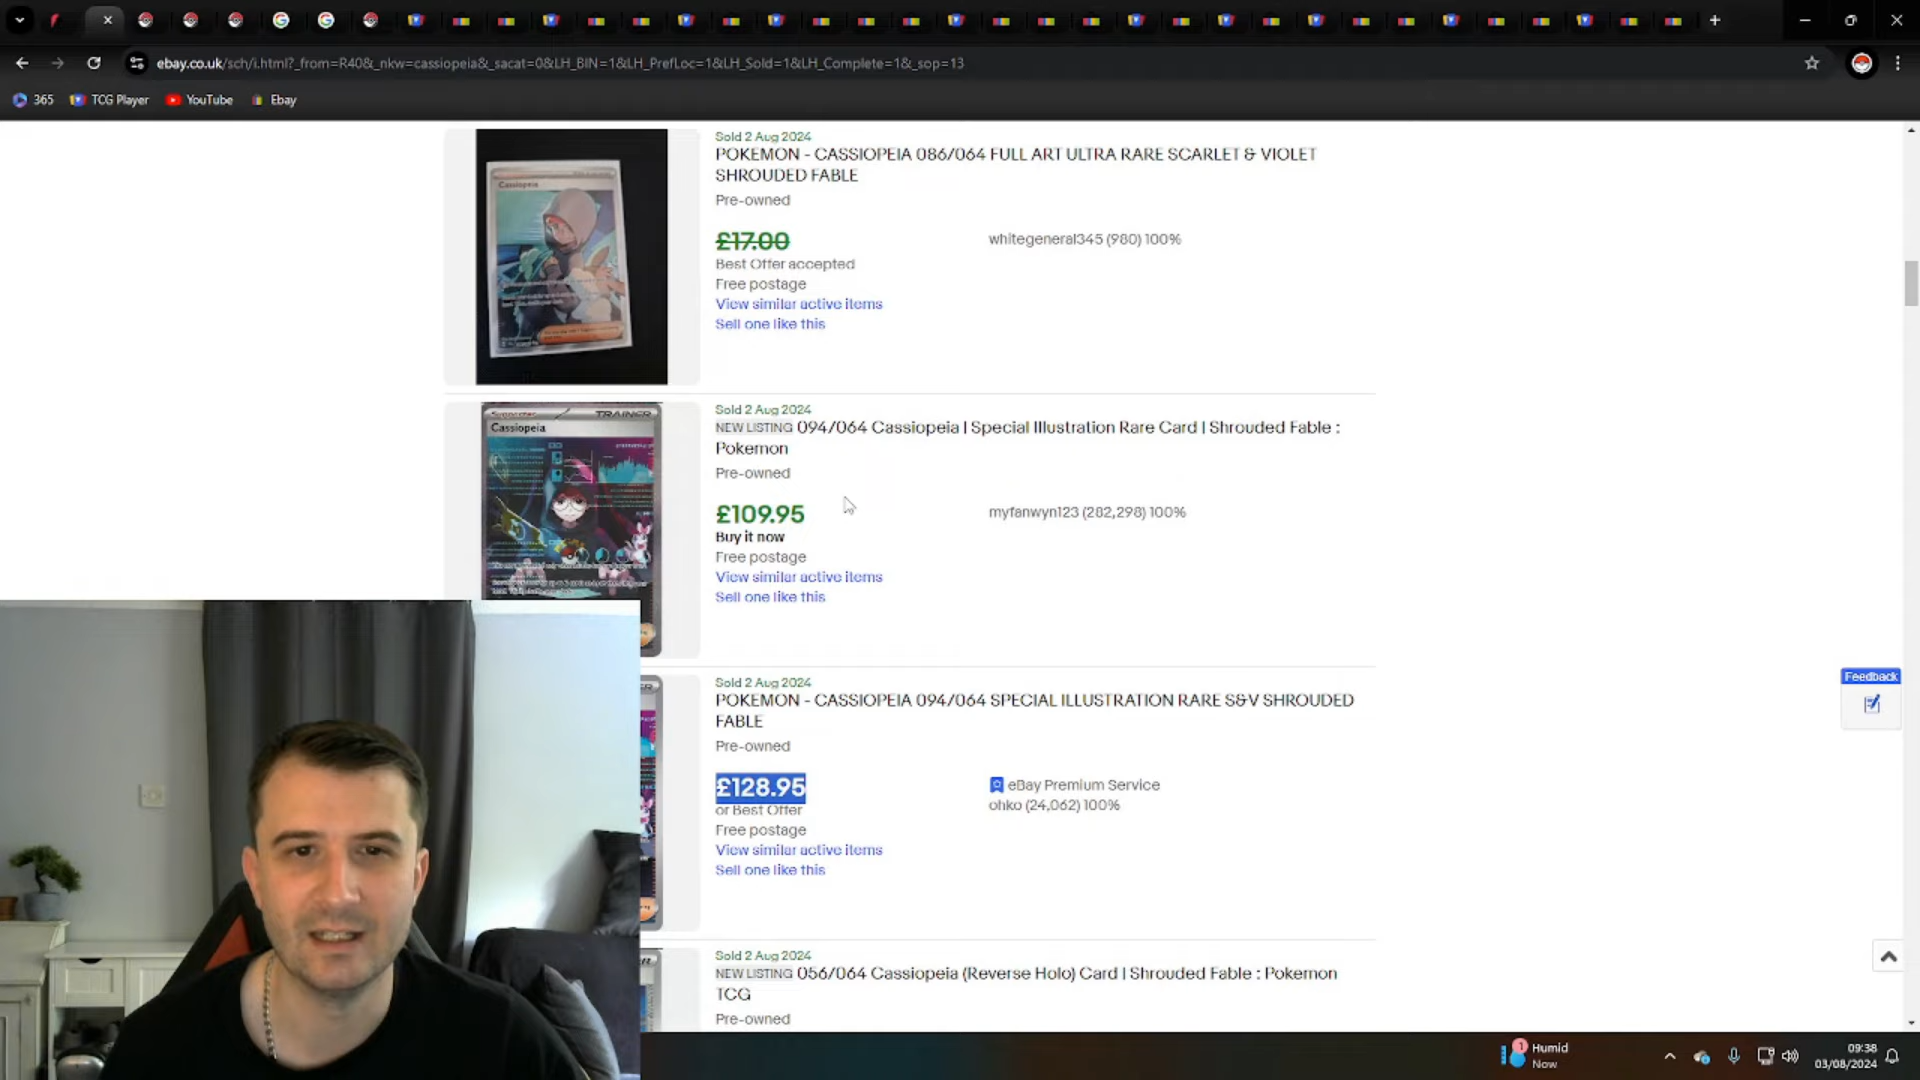 ebay.co.uk/sch/i.html?_from=R40&_nkw=cassiopeia&_sacat=0&LH_BIN=1&LH_PrefLoc=1&LH_Sold=1&LH_Complete=1&_sop=13
365 TCG Player YouTube Ebay
Sold 2 Aug 2024
POKEMON - CASSIOPEIA 086/064 FULL ART ULTRA RARE SCARLET & VIOLET
SHROUDED FABLE
Pre-owned
£17.00
whitegeneral345 (980) 100%
Best Offer accepted
Free postage
View similar active items
Sell one like this
Cassiopeia
Sold 2 Aug 2024
NEW LISTING 094/064 Cassiopeia | Special Illustration Rare Card | Shrouded Fable :
Pokemon
Pre-owned
£109.95
myfanwyn123 (282,298) 100%
Buy it now
Free postage
View similar active items
Sell one like this
Supporter TRAINER
Cassiopeia
Sold 2 Aug 2024
POKEMON - CASSIOPEIA 094/064 SPECIAL ILLUSTRATION RARE S&V SHROUDED
FABLE
Pre-owned
£128.95
eBay Premium Service
ohko (24,062) 100%
or Best Offer
Free postage
View similar active items
Sell one like this
Sold 2 Aug 2024
NEW LISTING 056/064 Cassiopeia (Reverse Holo) Card | Shrouded Fable : Pokemon
TCG
Pre-owned
Feedback
1
Humid
Now
09:38
03/08/2024